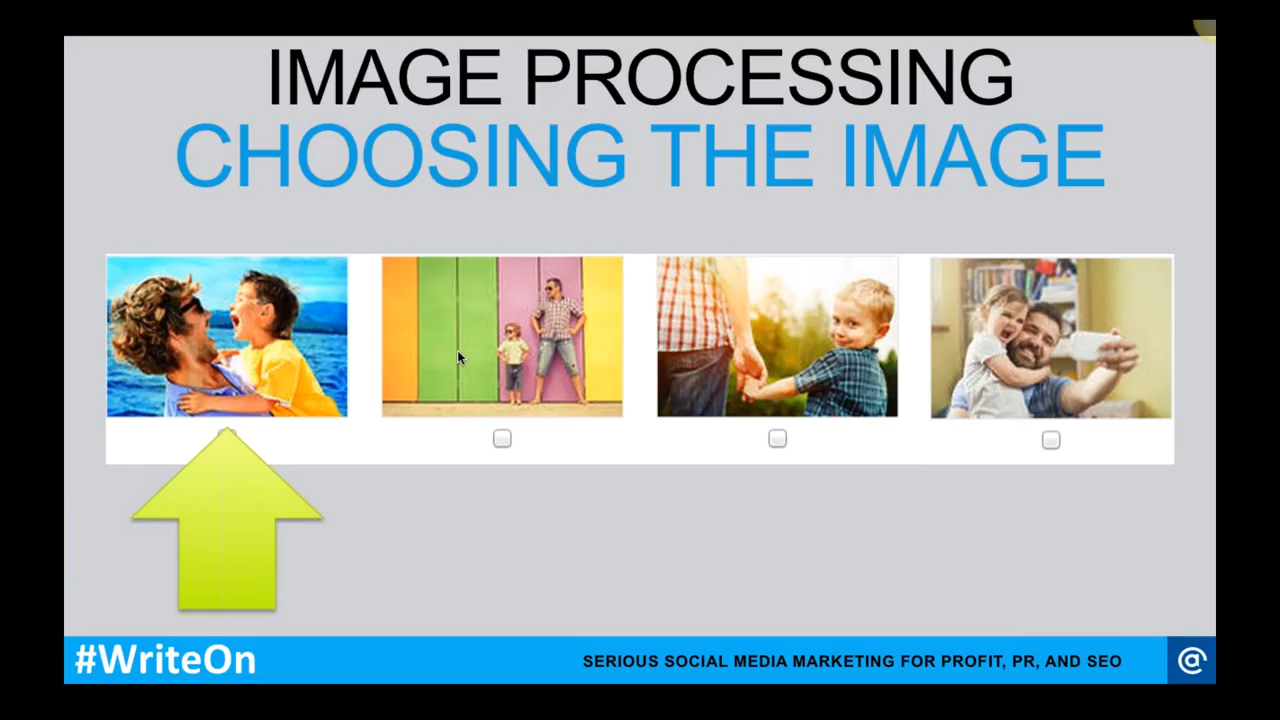 IMAGE PROCESSING
CHOOSING THE IMAGE
#WriteOn
SERIOUS SOCIAL MEDIA MARKETING FOR PROFIT, PR, AND SEO
@